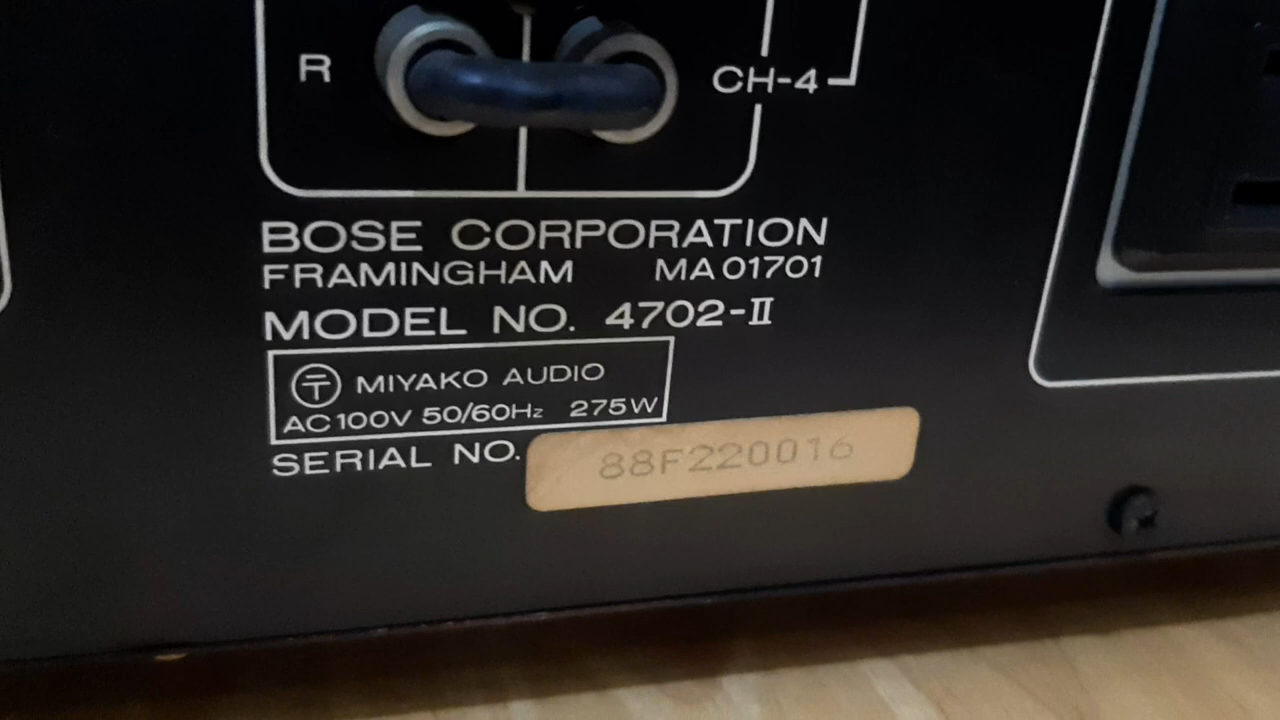 R
CH-4
BOSE CORPORATION
FRAMINGHAM MA 01701
MODEL NO. 4702-II
〒 MIYAKO AUDIO
AC100V 50/60Hz 275W
SERIAL NO. 88F220016